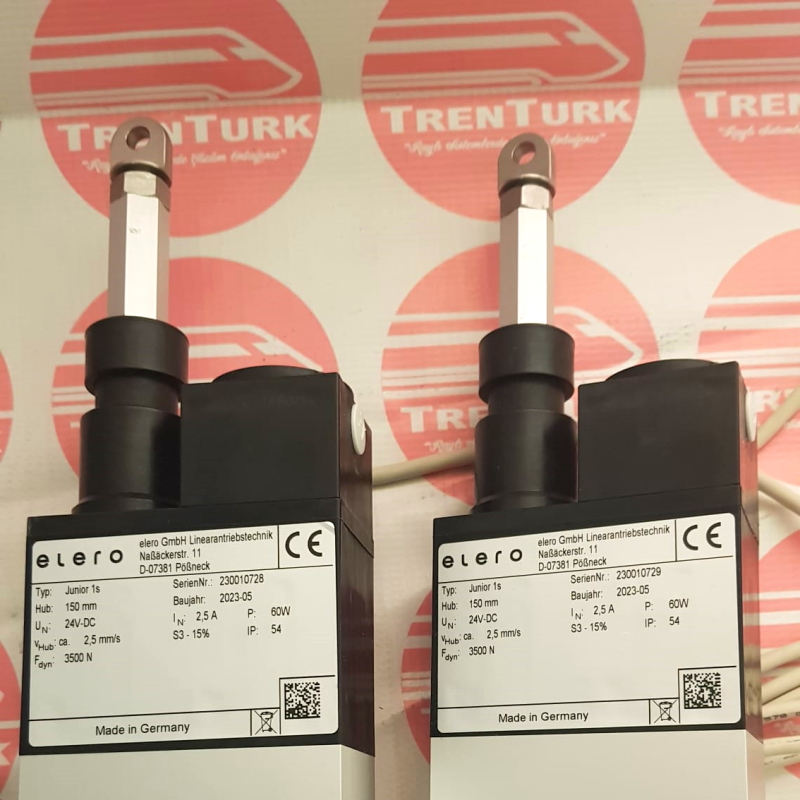 TRENTURK
TRENTURK
TRENTURK
elero
elero GmbH Linearantriebstechnik
Naßäckerstr. 11
D-07381 Pößneck
CE
Typ: Junior 1s
SerienNr.: 230010728
Hub: 150 mm
Baujahr: 2023-05
UN: 24V-DC
IN: 2,5 A
P: 60W
vHub: ca. 2,5 mm/s
S3 - 15%
IP: 54
Fdyn: 3500 N
Made in Germany
elero
elero GmbH Linearantriebstechnik
Naßäckerstr. 11
D-07381 Pößneck
CE
Typ: Junior 1s
SerienNr.: 230010729
Hub: 150 mm
Baujahr: 2023-05
UN: 24V-DC
IN: 2,5 A
P: 60W
vHub: ca. 2,5 mm/s
S3 - 15%
IP: 54
Fdyn: 3500 N
Made in Germany